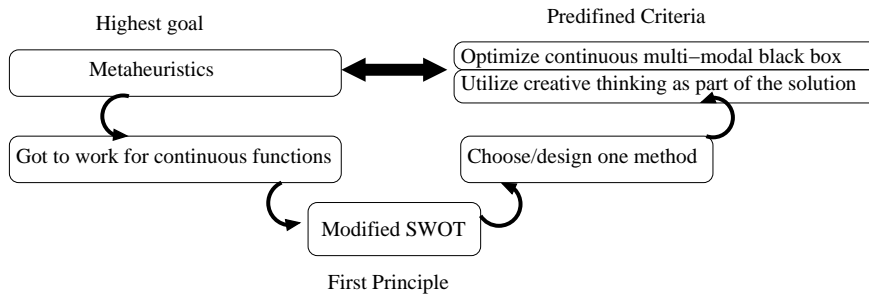 Highest goal
Predifined Criteria
Metaheuristics
Optimize continuous multi−modal black box
Utilize creative thinking as part of the solution
Got to work for continuous functions
Choose/design one method
Modified SWOT
First Principle